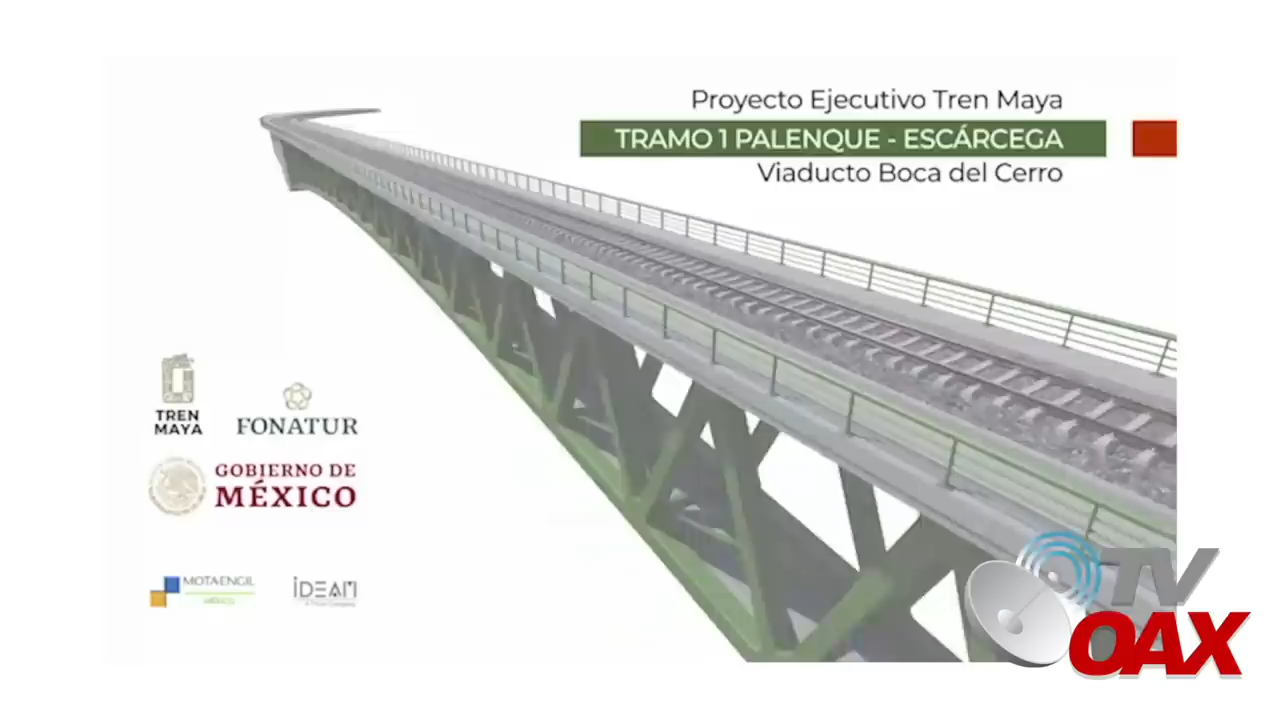 Proyecto Ejecutivo Tren Maya
TRAMO 1 PALENQUE - ESCÁRCEGA
Viaducto Boca del Cerro
TREN
MAYA
FONATUR
GOBIERNO DE
MÉXICO
MOTAENGIL
MÉXICO
iDEAM
TV
OAX